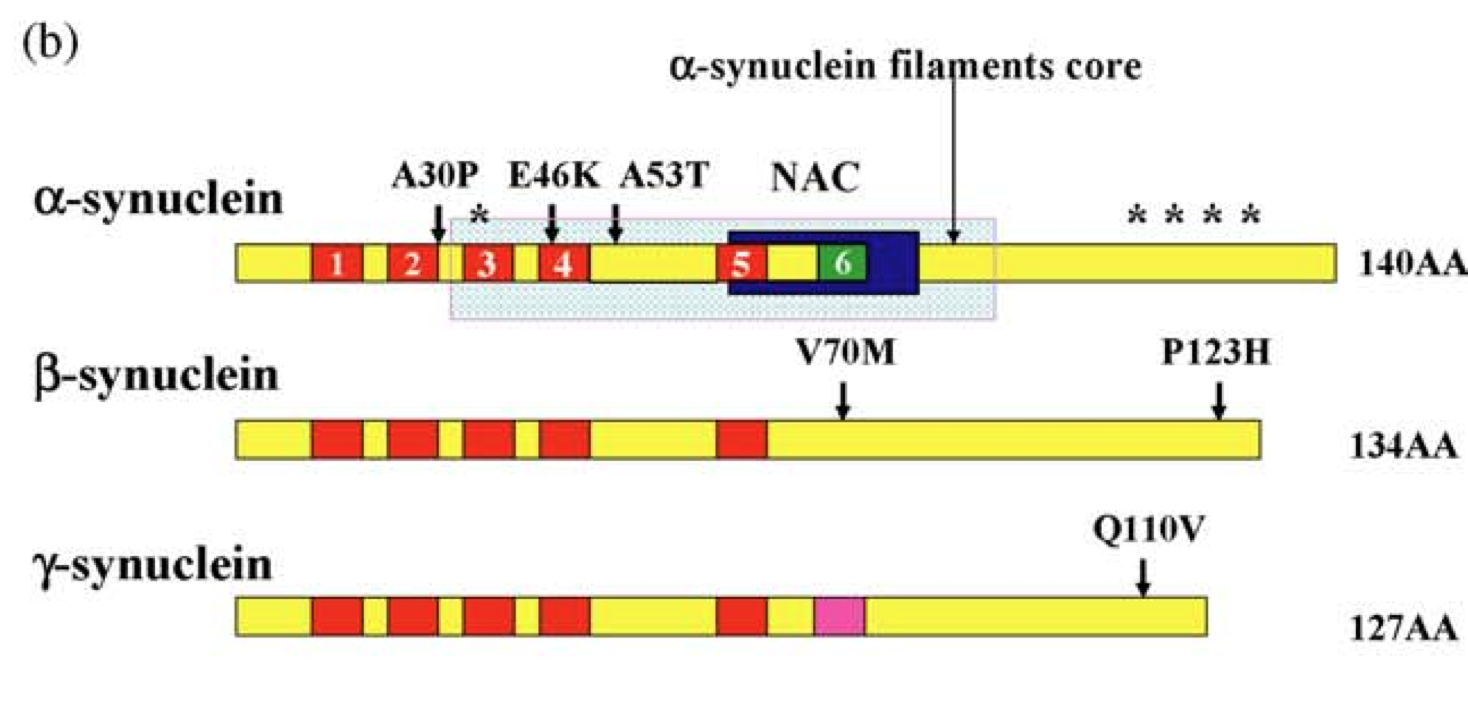 (b)
α-synuclein filaments core
A30P E46K A53T NAC
α-synuclein
* * * * *
1 2 3 4 5 6
140AA
V70M P123H
β-synuclein
134AA
Q110V
γ-synuclein
127AA